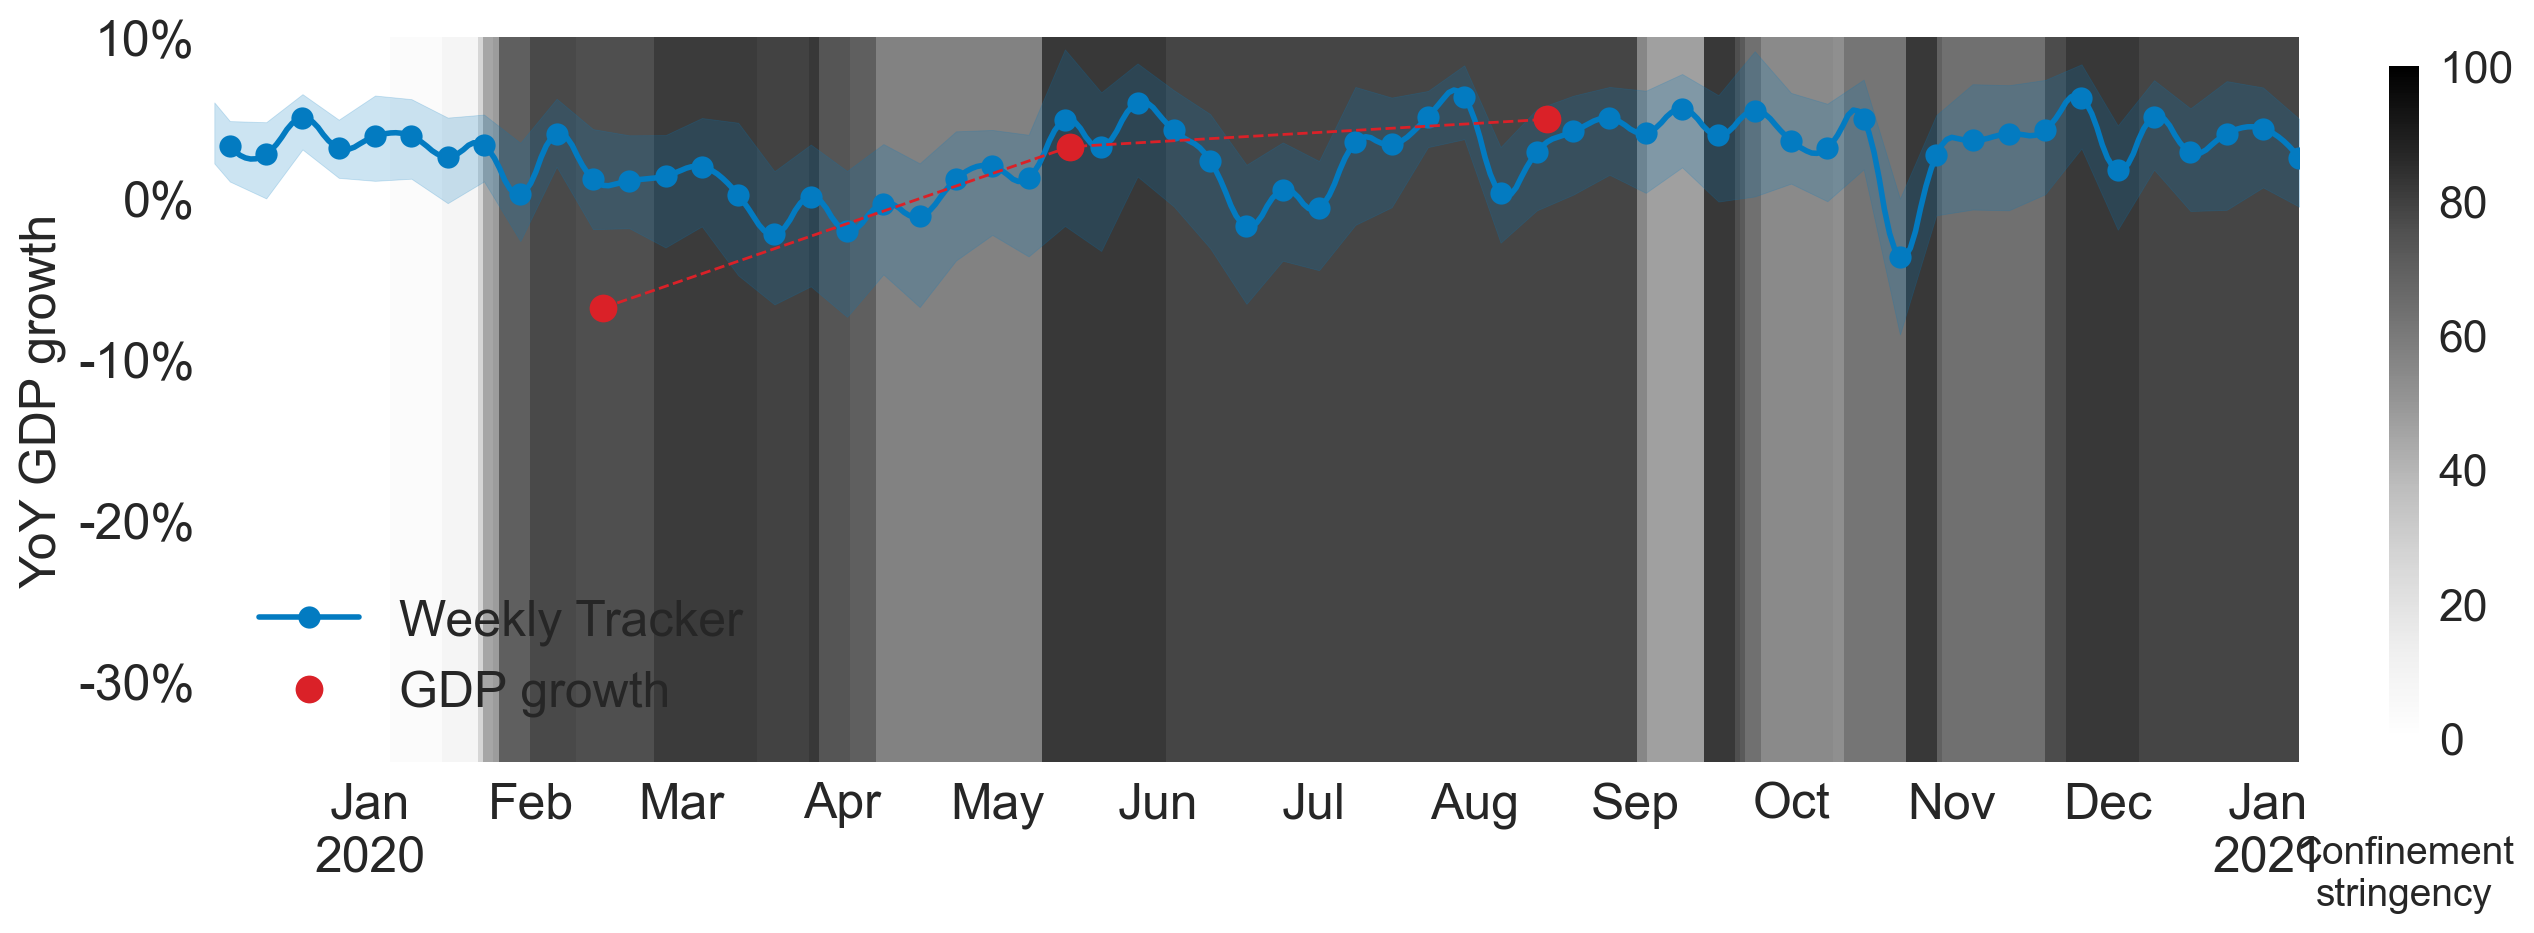 10%
0%
-10%
-20%
-30%
YoY GDP growth
Weekly Tracker
GDP growth
Jan Feb Mar Apr May Jun Jul Aug Sep Oct Nov Dec Jan
2020 2021
100
80
60
40
20
0
Confinement
stringency